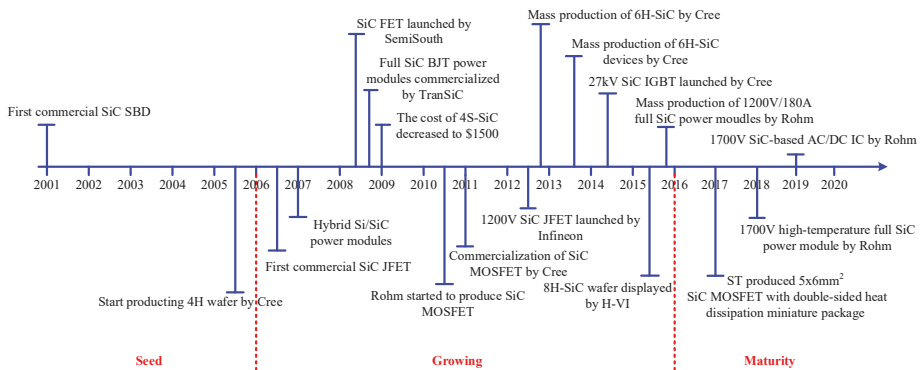 Mass production of 6H-SiC by Cree
SiC FET launched by
SemiSouth
Mass production of 6H-SiC
devices by Cree
Full SiC BJT power
modules commercialized
by TranSiC
27kV SiC IGBT launched by Cree
First commercial SiC SBD
The cost of 4S-SiC
decreased to $1500
Mass production of 1200V/180A
full SiC power moudles by Rohm
1700V SiC-based AC/DC IC by Rohm
2001 2002 2003 2004 2005 2006 2007 2008 2009 2010 2011 2012 2013 2014 2015 2016 2017 2018 2019 2020
Hybrid Si/SiC
power modules
1200V SiC JFET launched by
Infineon
1700V high-temperature full SiC
power module by Rohm
First commercial SiC JFET
Commercialization of SiC
MOSFET by Cree
Start producting 4H wafer by Cree
Rohm started to produce SiC
MOSFET
8H-SiC wafer displayed
by H-VI
ST produced 5x6mm²
SiC MOSFET with double-sided heat
dissipation miniature package
Seed
Growing
Maturity